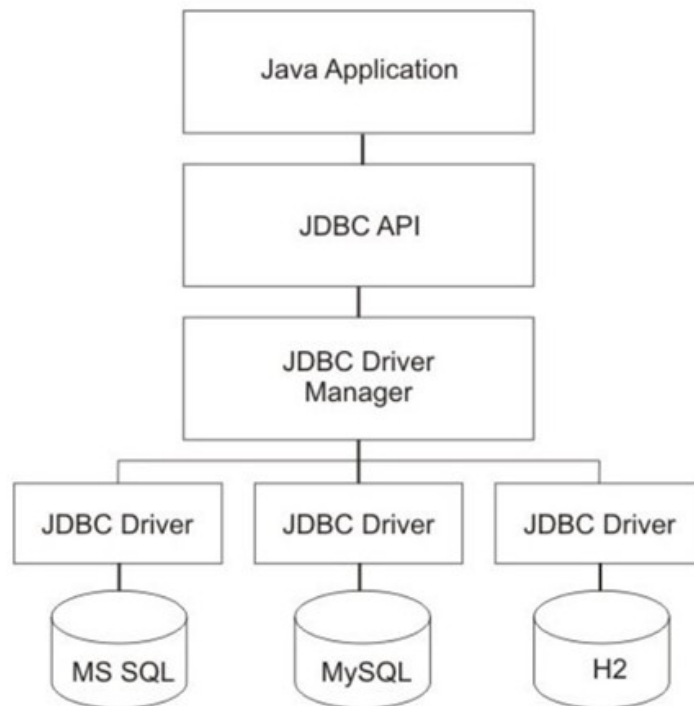 Java Application
JDBC API
JDBC Driver
Manager
JDBC Driver
JDBC Driver
JDBC Driver
MS SQL
MySQL
H2